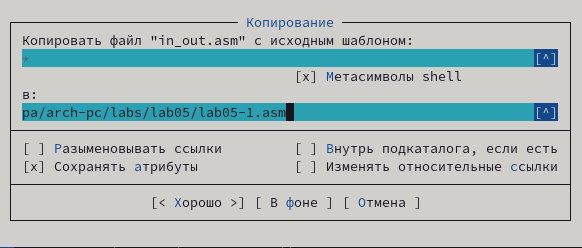 Копирование
Копировать файл "in_out.asm" с исходным шаблоном:
* [^]
[x] Метасимволы shell
в:
pa/arch-pc/labs/lab05/lab05-1.asm [^]
[ ] Разыменовывать ссылки [ ] Внутрь подкаталога, если есть
[x] Сохранять атрибуты [ ] Изменять относительные ссылки
[< Хорошо >] [ В фоне ] [ Отмена ]